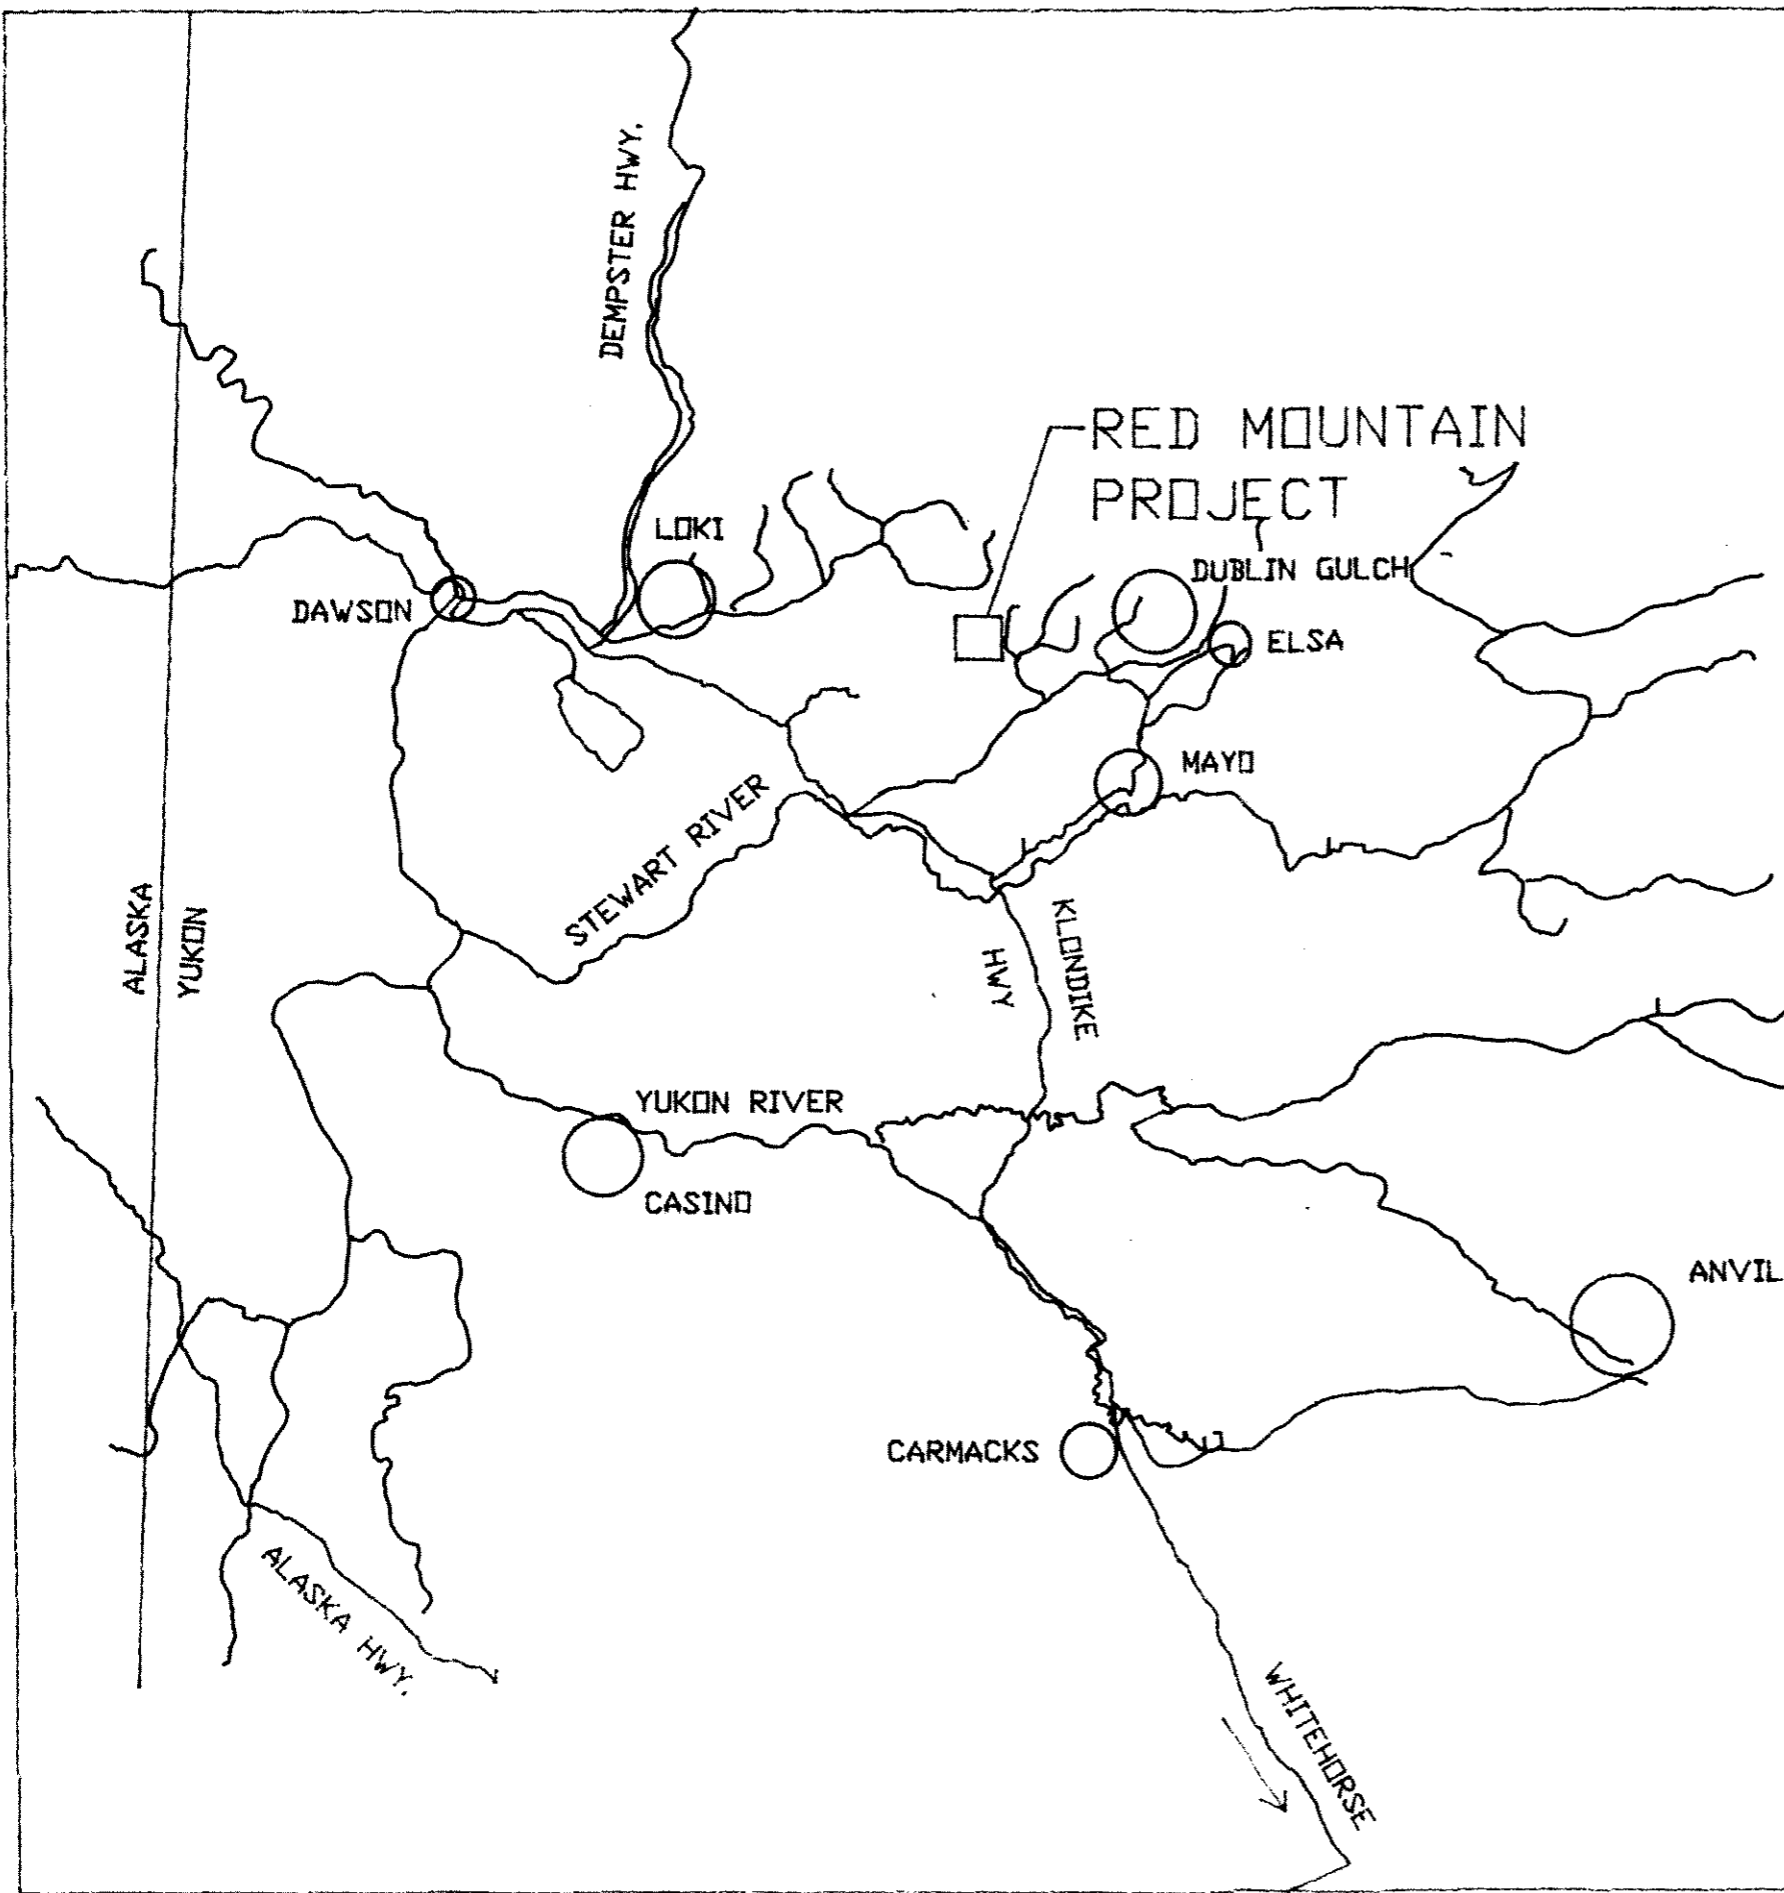 DEMPSTER HWY.
RED MOUNTAIN
PROJECT
LOKI
DUBLIN GULCH
DAWSON
ELSA
MAYO
STEWART RIVER
ALASKA
YUKON
KLONDIKE
HWY
YUKON RIVER
CASINO
ANVIL
CARMACKS
ALASKA HWY.
WHITEHORSE